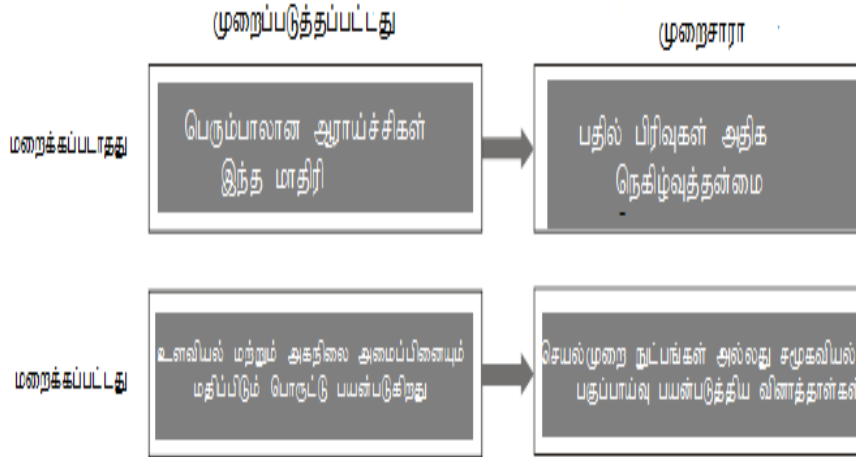 முறைப்படுத்தப்பட்டது
முறைசாரா
மறைக்கப்படாதது
பெரும்பாலான ஆராய்ச்சிகள்
இந்த மாதிரி
பதில் பிரிவுகள் அதிக
நெகிழ்வுத்தன்மை
மறைக்கப்பட்டது
உளவியல் மற்றும் அகநிலை அமைப்பினையும்
மதிப்பிடும் பொருட்டு பயன்படுகிறது
செயல்முறை நுட்பங்கள் அல்லது சமூகவியல்
பகுப்பாய்வு பயன்படுத்திய வினாத்தாள்கள்